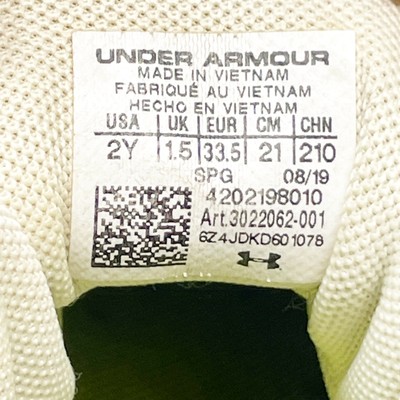 UNDER ARMOUR
MADE IN VIETNAM
FABRIQUÉ AU VIETNAM
HECHO EN VIETNAM
USA | UK | EUR | CM | CHN
2Y | 1.5 | 33.5 | 21 | 210
SPG 08/19
4202198010
Art.3022062-001
6Z4JDKD601078